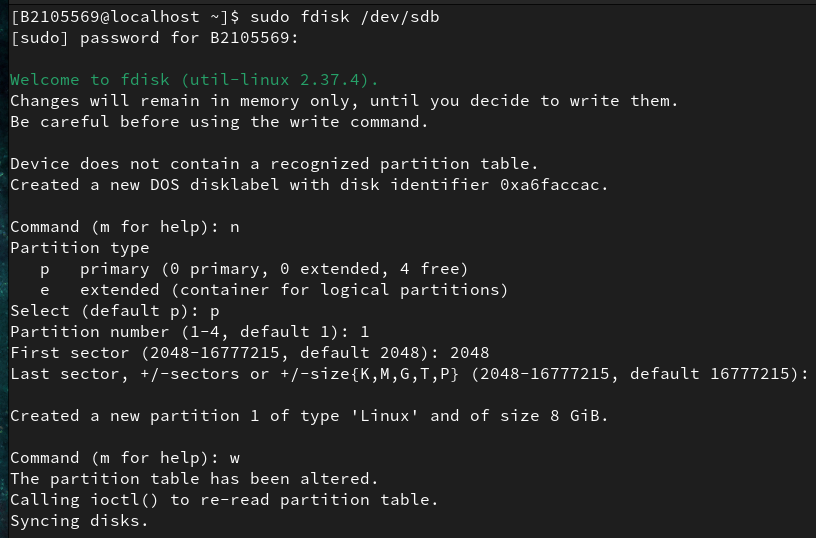 [B2105569@localhost ~]$ sudo fdisk /dev/sdb
[sudo] password for B2105569:
Welcome to fdisk (util-linux 2.37.4).
Changes will remain in memory only, until you decide to write them.
Be careful before using the write command.
Device does not contain a recognized partition table.
Created a new DOS disklabel with disk identifier 0xa6faccac.
Command (m for help): n
Partition type
   p   primary (0 primary, 0 extended, 4 free)
   e   extended (container for logical partitions)
Select (default p): p
Partition number (1-4, default 1): 1
First sector (2048-16777215, default 2048): 2048
Last sector, +/-sectors or +/-size{K,M,G,T,P} (2048-16777215, default 16777215):
Created a new partition 1 of type 'Linux' and of size 8 GiB.
Command (m for help): w
The partition table has been altered.
Calling ioctl() to re-read partition table.
Syncing disks.